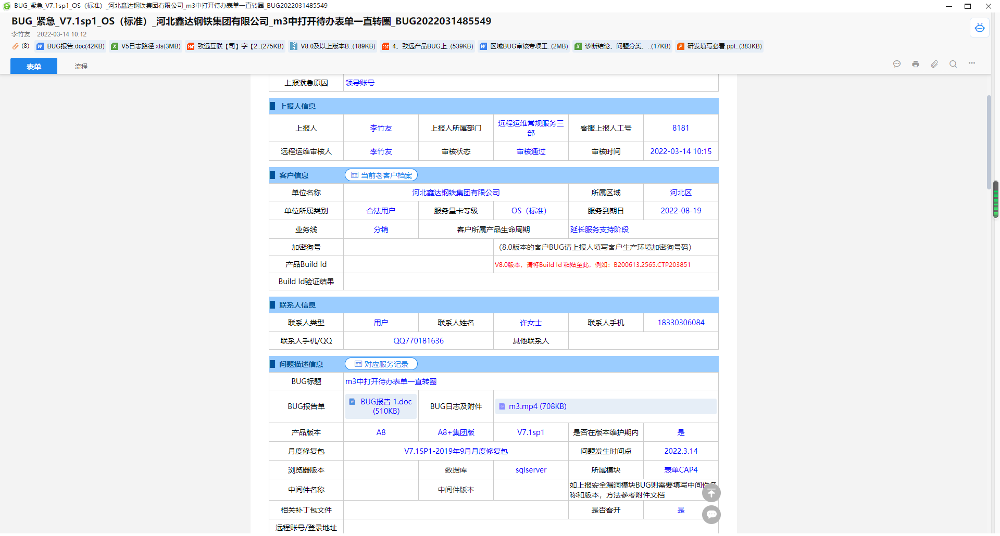 BUG_紧急_V7.1sp1_OS（标准）_河北鑫达钢铁集团有限公司_m3中打开待办表单一直转圈_BUG2022031485549
BUG_紧急_V7.1sp1_OS（标准）_河北鑫达钢铁集团有限公司_m3中打开待办表单一直转圈_BUG2022031485549
李竹友 2022-03-14 10:12
(8) BUG报告.doc(42KB) V5日志路径.xls(3MB) 致远互联【司】字【2..(275KB) V8.0及以上版本B..(189KB) 4、致远产品BUG上..(539KB) 区域BUG审核专项工..(2MB) 诊断结论、问题分类、..(17KB) 研发填写必看.ppt..(383KB)
表单 流程
上报紧急原因 领导账号
上报人信息
上报人 李竹友 上报人所属部门 远程运维常规服务三部 客服上报人工号 8181
远程运维审核人 李竹友 审核状态 审核通过 审核时间 2022-03-14 10:15
客户信息 当前老客户档案
单位名称 河北鑫达钢铁集团有限公司 所属区域 河北区
单位所属类别 合法用户 服务星卡等级 OS（标准） 服务到期日 2022-08-19
业务线 分销 客户所属产品生命周期 延长服务支持阶段
加密狗号 （8.0版本的客户BUG请上报人填写客户生产环境加密狗号码）
产品Build Id V8.0版本，请将Build Id 粘贴至此，例如：B200613.2565.CTP203851
Build Id验证结果
联系人信息
联系人类型 用户 联系人姓名 许女士 联系人手机 18330306084
联系人手机/QQ QQ770181636 其他联系人
问题描述信息 对应服务记录
BUG标题 m3中打开待办表单一直转圈
BUG报告单 BUG报告 1.doc (510KB) BUG日志及附件 m3.mp4 (708KB)
产品版本 A8 A8+集团版 V7.1sp1 是否在版本维护期内 是
月度修复包 V7.1SP1-2019年9月月度修复包 问题发生时间点 2022.3.14
浏览器版本 数据库 sqlserver 所属模块 表单CAP4
中间件名称 中间件版本 如上报安全漏洞模块BUG则需要填写中间件名
称和版本，方法参考附件文档
相关补丁包文件 是否客开 是
远程账号/登录地址